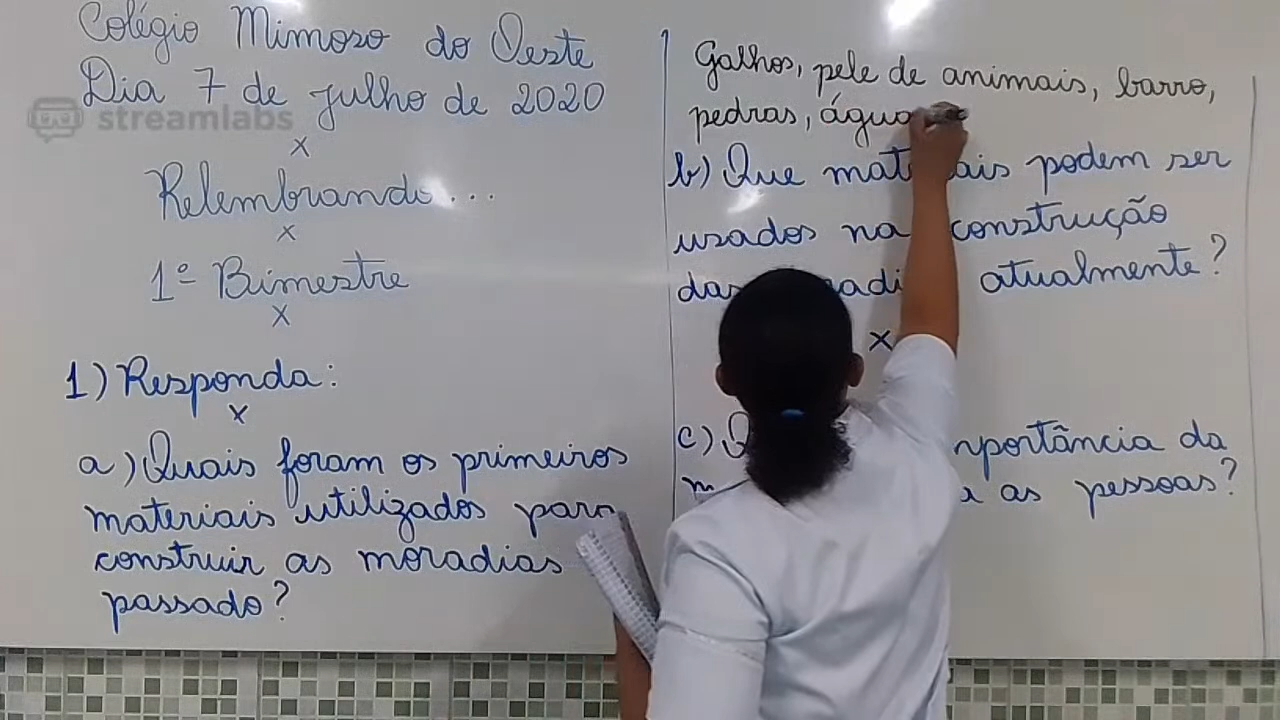 Colégio Mimoso do Oeste
Dia 7 de julho de 2020
streamlabs
x
Relembrando...
x
1º Bimestre
x
1) Responda:
x
a) Quais foram os primeiros
materiais utilizados para
construir as moradias
passado?
Galhos, pele de animais, barro,
pedras, água
b) Que materiais podem ser
usados na construção
das atualmente?
x
c) da
as pessoas?